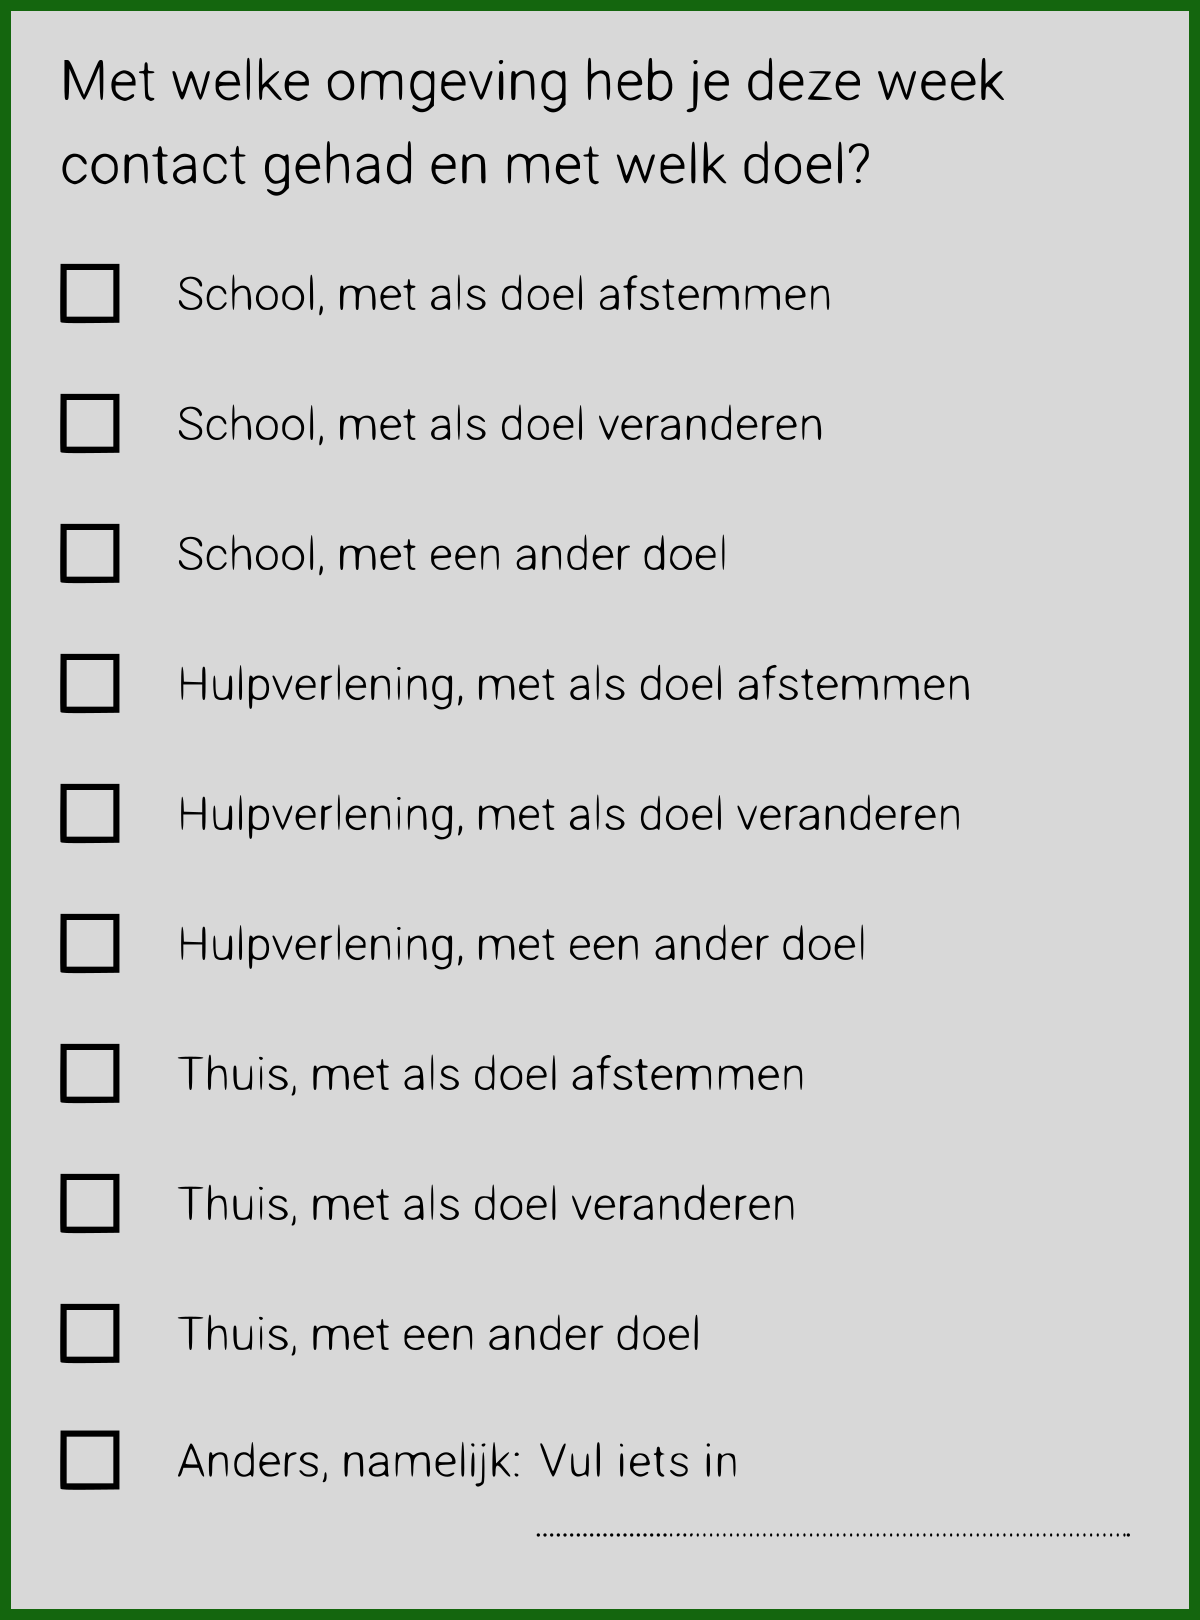 Met welke omgeving heb je deze week
contact gehad en met welk doel?
School, met als doel afstemmen
School, met als doel veranderen
School, met een ander doel
Hulpverlening, met als doel afstemmen
Hulpverlening, met als doel veranderen
Hulpverlening, met een ander doel
Thuis, met als doel afstemmen
Thuis, met als doel veranderen
Thuis, met een ander doel
Anders, namelijk: Vul iets in